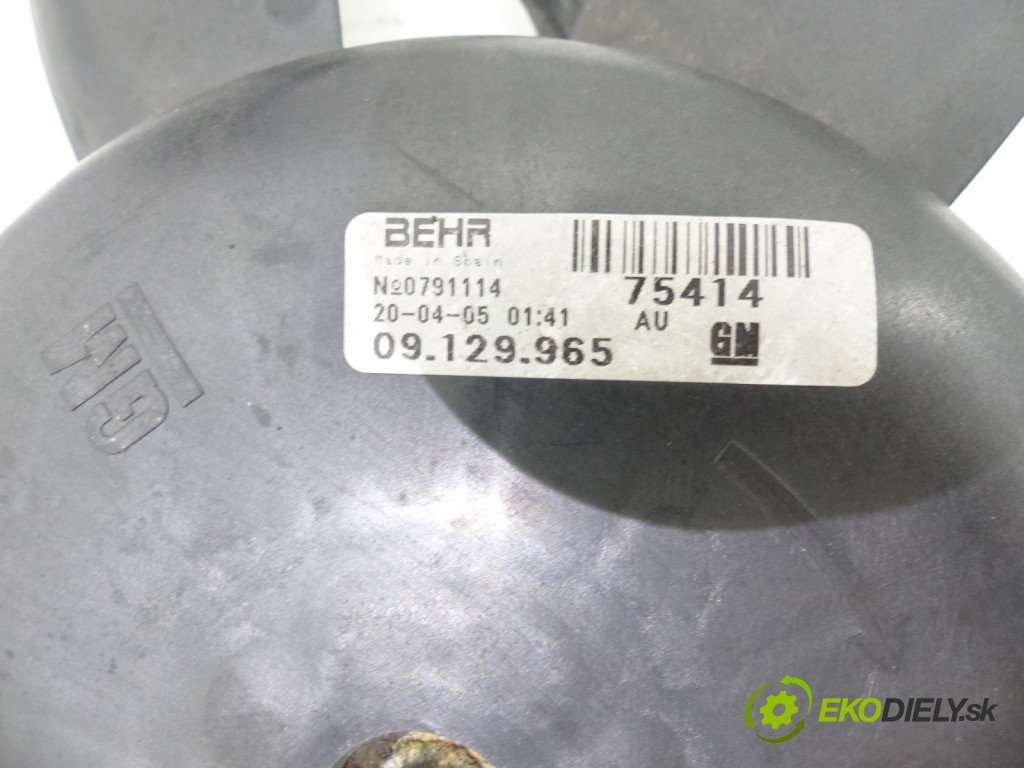 BEHR
Made in Spain
№0791114
75414
20-04-05 01:41
AU
09.129.965
GM
GM
EKODIELY.sk